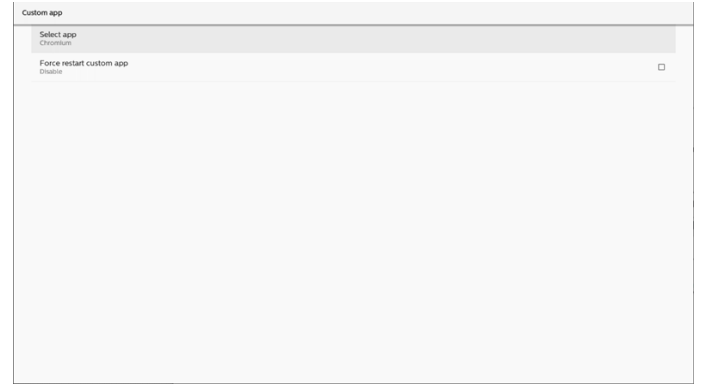 Custom app
Select app
Chromium
Force restart custom app
Disable